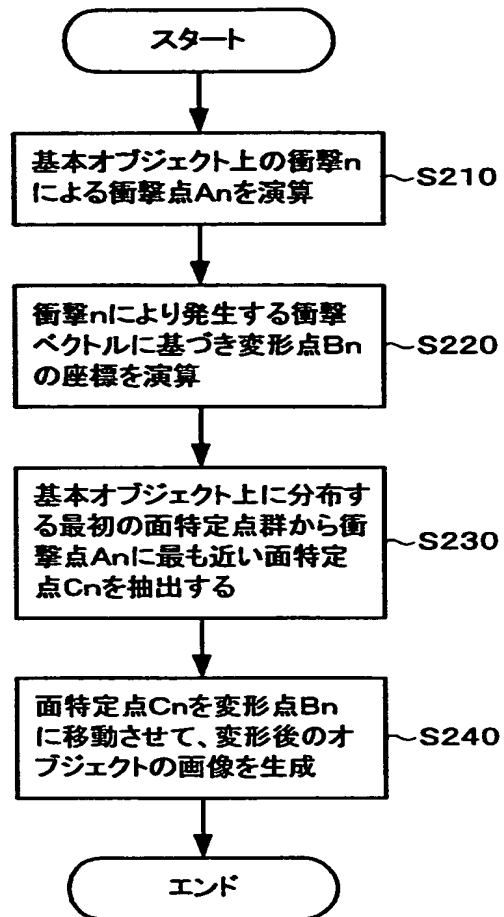 スタート
基本オブジェクト上の衝撃n
による衝撃点Anを演算
~S210
衝撃nにより発生する衝撃
ベクトルに基づき変形点Bn
の座標を演算
~S220
基本オブジェクト上に分布す
る最初の面特定点群から衝
撃点Anに最も近い面特定
点Cnを抽出する
~S230
面特定点Cnを変形点Bn
に移動させて、変形後のオ
ブジェクトの画像を生成
~S240
エンド